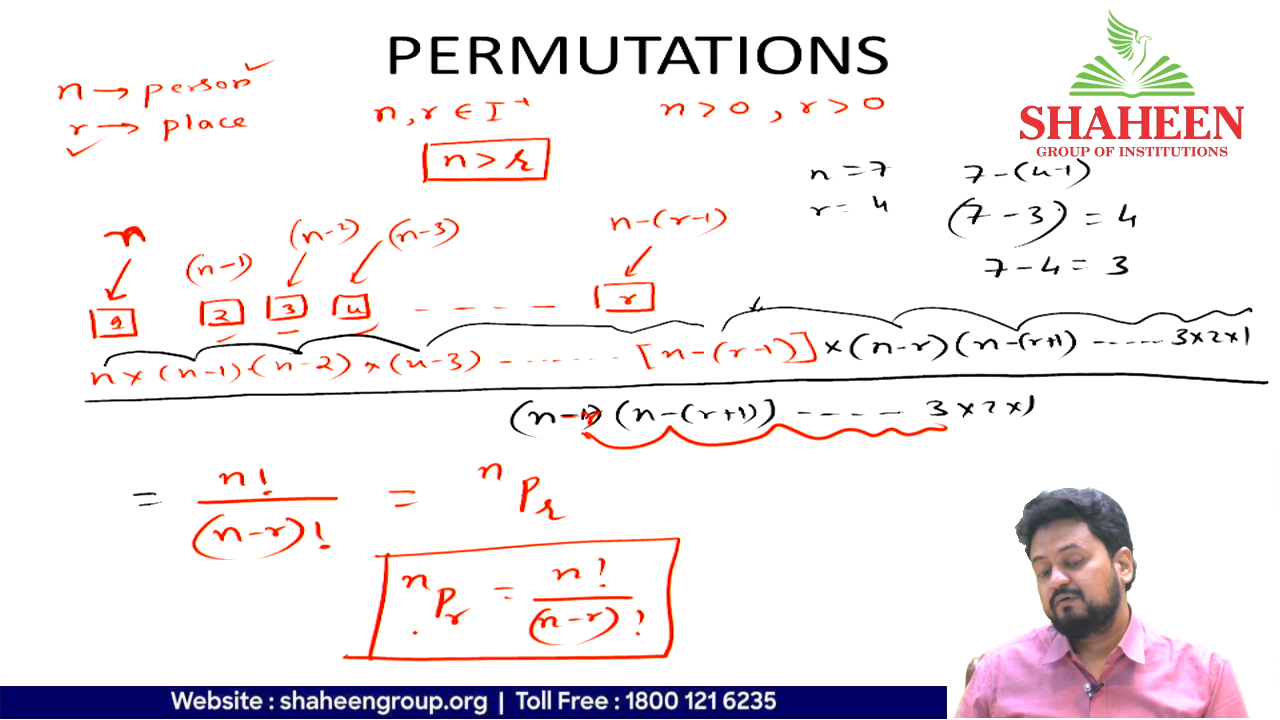 PERMUTATIONS
SHAHEEN
GROUP OF INSTITUTIONS
n → person ✓
r → place
n, r ∈ I⁺
n > 0 , r > 0
n > r
n = 7
r = 4
7 - (4-1)
(7 - 3) = 4
7 - 4 = 3
n (n-1) (n-2) (n-3) n-(r-1)
2 3 4 - - - - - r
n × (n-1) · (n-2) × (n-3) - - - - - - [n-(r-1)] × (n-r) (n-(r+1) ----- 3×2×1
(n-r) (n-(r+1)] - - - - - 3×2×1
= n! / (n-r)! = ⁿPr
ⁿPr = n! / (n-r)!
Website : shaheengroup.org | Toll Free : 1800 121 6235